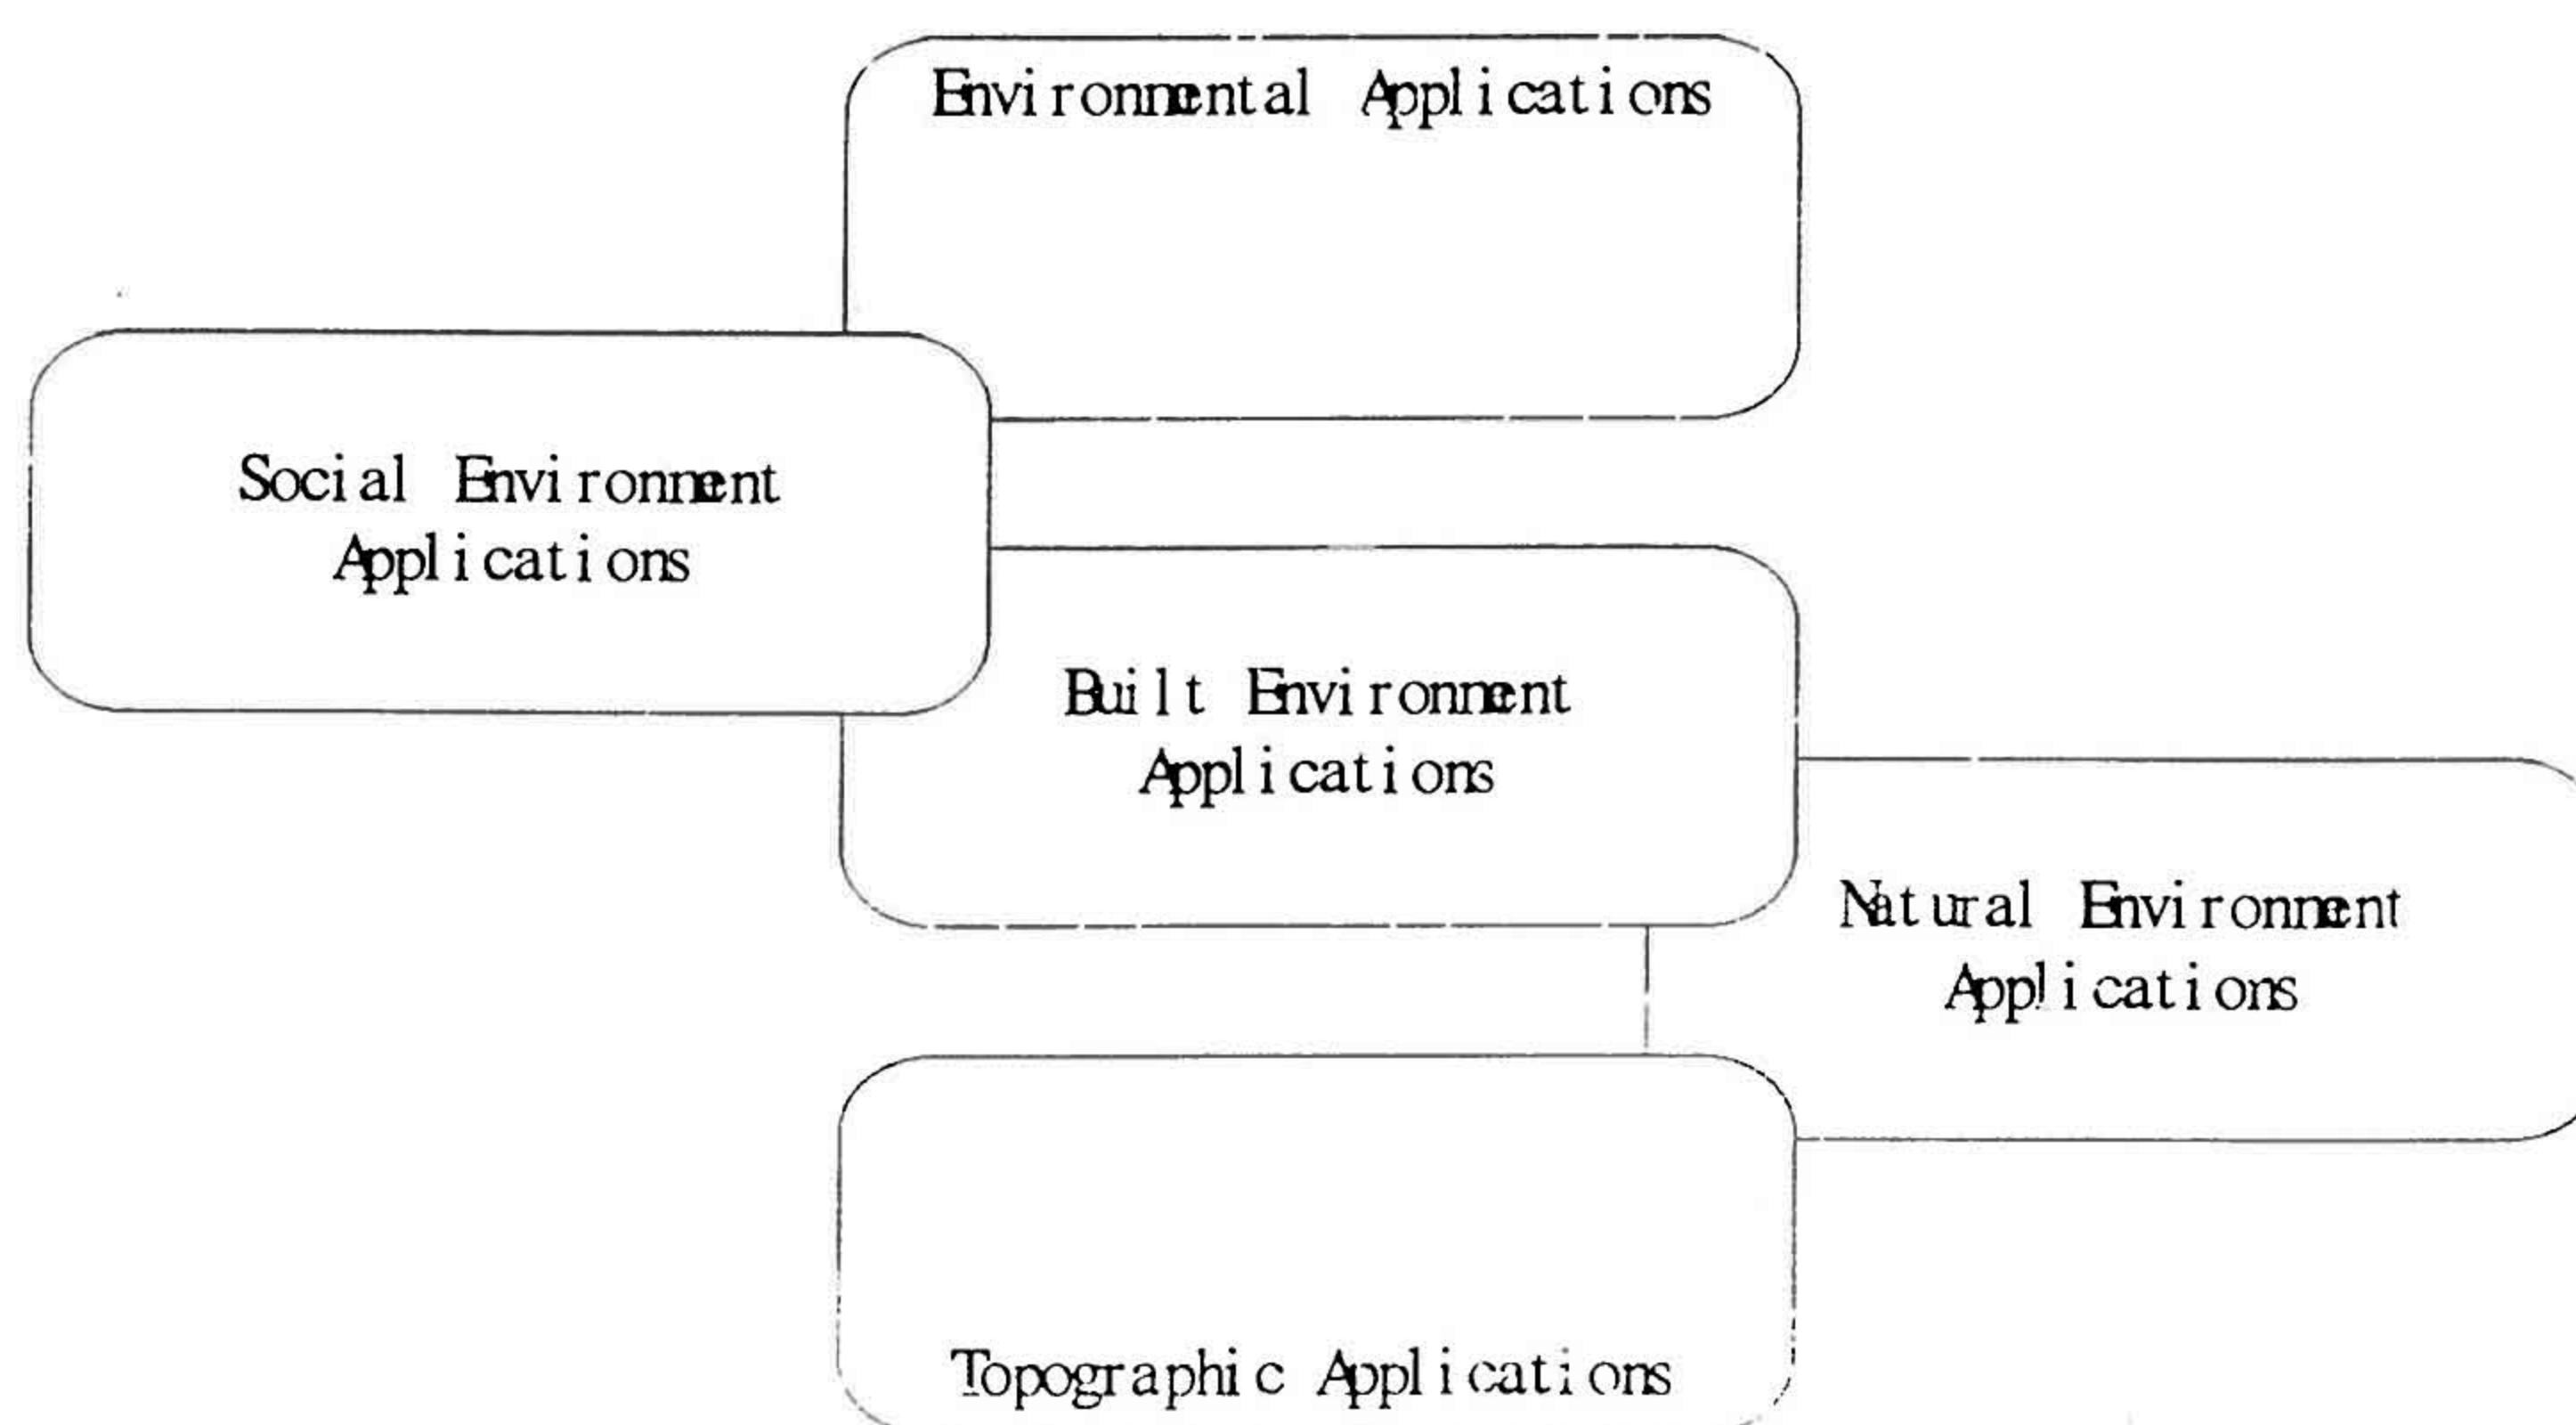 Environmental Applications
Social Environment
Applications
Built Environment
Applications
Natural Environment
Applications
Topographic Applications